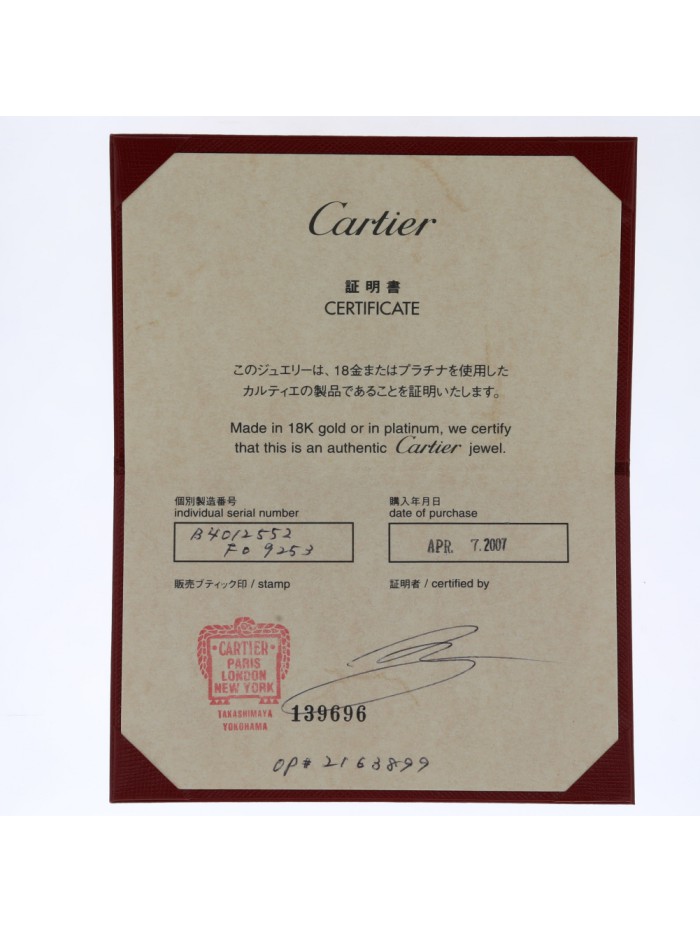 Cartier
証明書
CERTIFICATE
このジュエリーは、18金またはプラチナを使用した
カルティエの製品であることを証明いたします。
Made in 18K gold or in platinum, we certify
that this is an authentic Cartier jewel.
個別製造番号
individual serial number
B4012552
F0 9253
購入年月日
date of purchase
APR. 7.2007
販売ブティック印 / stamp
証明者 / certified by
CARTIER
PARIS
LONDON
NEW YORK
TAKASHIMAYA
YOKOHAMA
139696
OP# 2163899